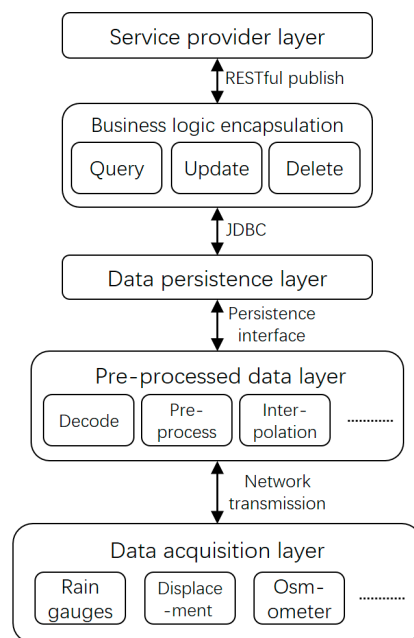 Service provider layer
RESTful publish
Business logic encapsulation
Query
Update
Delete
JDBC
Data persistence layer
Persistence
interface
Pre-processed data layer
Decode
Pre-
process
Inter-
polation
............
Network
transmission
Data acquisition layer
Rain
gauges
Displace
-ment
Osm-
ometer
............